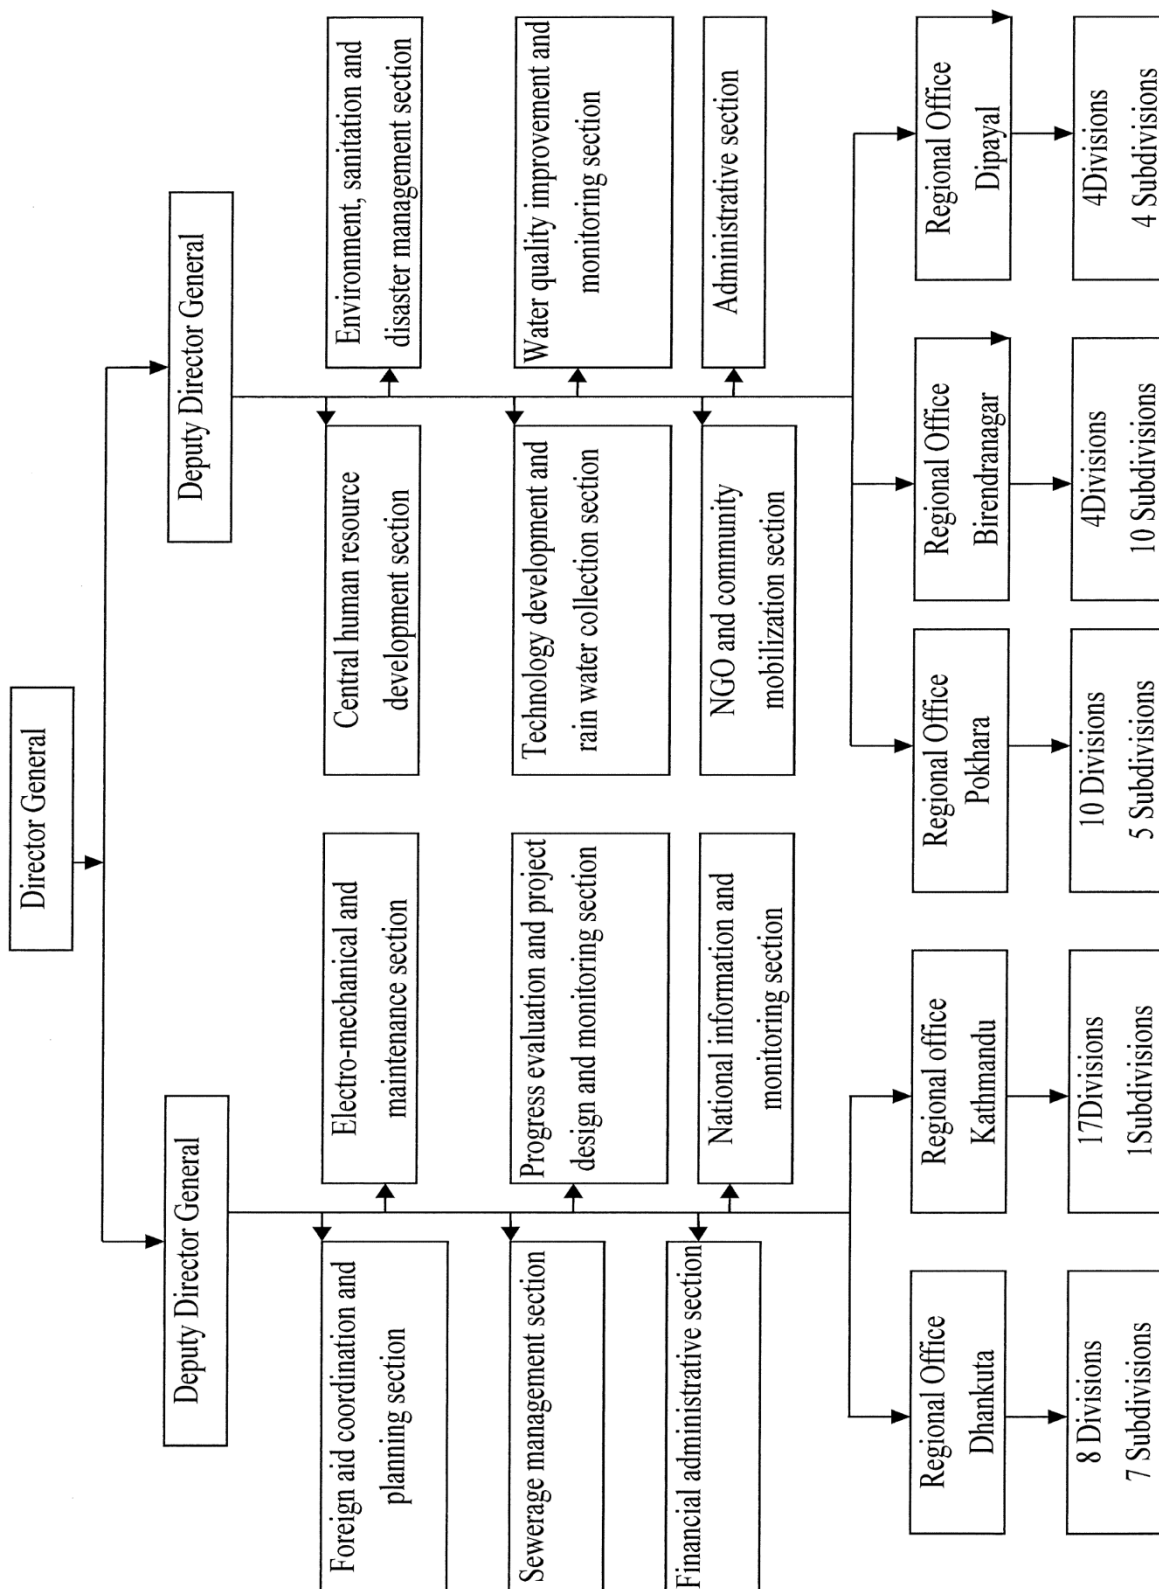 Director General
Deputy Director General
Deputy Director General
Foreign aid coordination and
planning section
Electro-mechanical and
maintenance section
Central human resource
development section
Environment, sanitation and
disaster management section
Sewerage management section
Progress evaluation and project
design and monitoring section
Technology development and
rain water collection section
Water quality improvement and
monitoring section
Financial administrative section
National information and
monitoring section
NGO and community
mobilization section
Administrative section
Regional Office
Dhankuta
Regional office
Kathmandu
Regional Office
Pokhara
Regional Office
Birendranagar
Regional Office
Dipayal
8 Divisions
7 Subdivisions
17Divisions
1Subdivisions
10 Divisions
5 Subdivisions
4Divisions
10 Subdivisions
4Divisions
4 Subdivisions